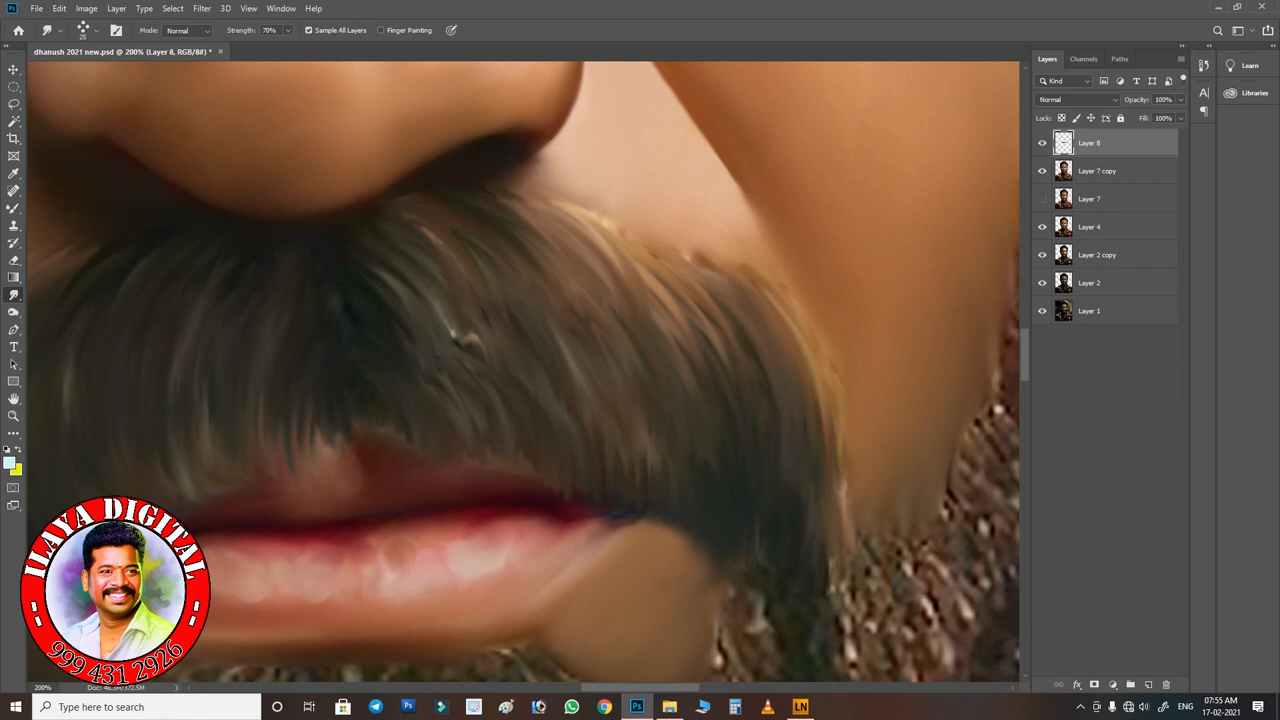 File Edit Image Layer Type Select Filter 3D View Window Help
25 Mode: Normal Strength: 70% Sample All Layers Finger Painting
dhanush 2021 new.psd @ 200% (Layer 8, RGB/8#) *
Layers Channels Paths
Learn
Kind
Libraries
Normal Opacity: 100%
Lock: Fill: 100%
Layer 8
Layer 7 copy
Layer 7
Layer 4
Layer 2 copy
Layer 2
Layer 1
ILAYA DIGITAL
999 431 2926
200%
Type here to search
Ps
LN
ENG
07:55 AM
17-02-2021